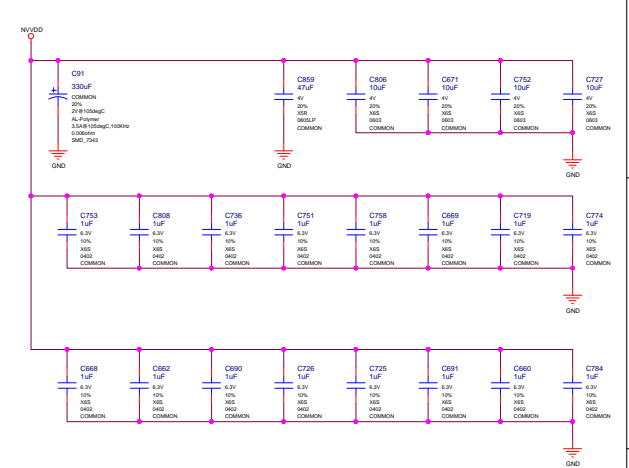 NVVDD
C91
330uF
COMMON
20%
2V@105degC
AL-Polymer
3.5A@105degC,100KHz
0.006ohm
SMD_7343
GND
C859
47uF
4V
20%
X5R
0805LP
COMMON
GND
C806
10uF
4V
20%
X6S
0603
COMMON
C671
10uF
4V
20%
X6S
0603
COMMON
C752
10uF
4V
20%
X6S
0603
COMMON
C727
10uF
4V
20%
X6S
0603
COMMON
GND
C753
1uF
6.3V
10%
X6S
0402
COMMON
C808
1uF
6.3V
10%
X6S
0402
COMMON
C736
1uF
6.3V
10%
X6S
0402
COMMON
C751
1uF
6.3V
10%
X6S
0402
COMMON
C758
1uF
6.3V
10%
X6S
0402
COMMON
C669
1uF
6.3V
10%
X6S
0402
COMMON
C719
1uF
6.3V
10%
X6S
0402
COMMON
C774
1uF
6.3V
10%
X6S
0402
COMMON
GND
C668
1uF
6.3V
10%
X6S
0402
COMMON
C662
1uF
6.3V
10%
X6S
0402
COMMON
C690
1uF
6.3V
10%
X6S
0402
COMMON
C726
1uF
6.3V
10%
X6S
0402
COMMON
C725
1uF
6.3V
10%
X6S
0402
COMMON
C691
1uF
6.3V
10%
X6S
0402
COMMON
C660
1uF
6.3V
10%
X6S
0402
COMMON
C784
1uF
6.3V
10%
X6S
0402
COMMON
GND